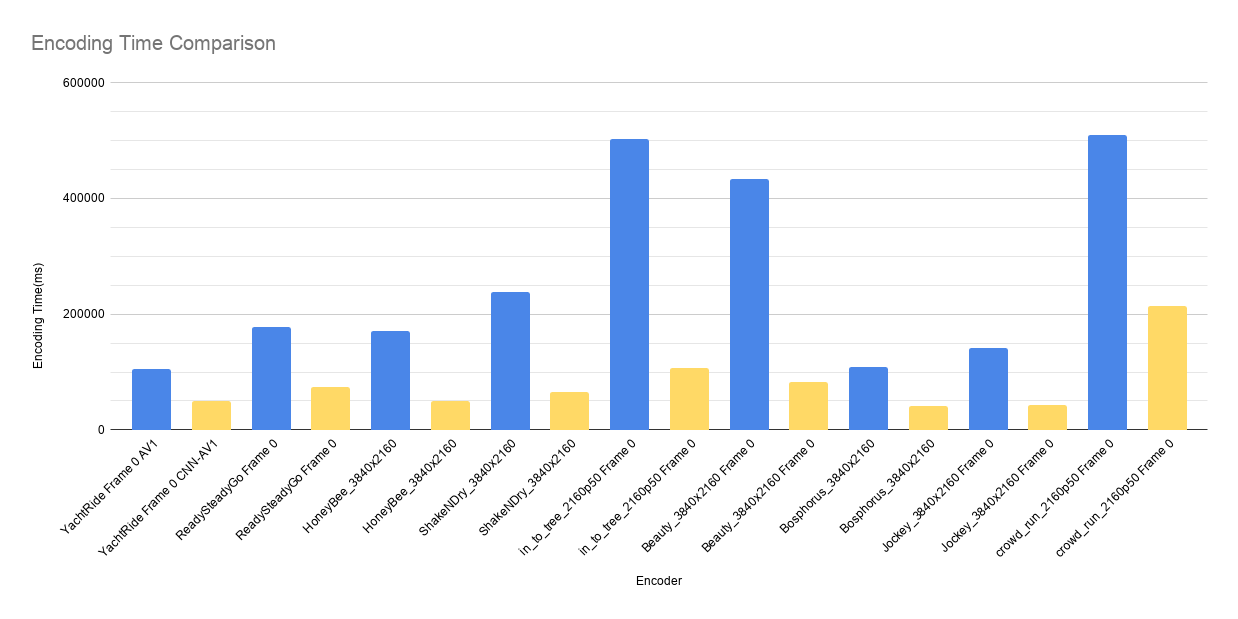 Encoding Time Comparison
600000
400000
200000
0
Encoding Time(ms)
YachtRide Frame 0 AV1
YachtRide Frame 0 CNN-AV1
ReadySteadyGo Frame 0
ReadySteadyGo Frame 0
HoneyBee_3840x2160
HoneyBee_3840x2160
ShakeNDry_3840x2160
ShakeNDry_3840x2160
in_to_tree_2160p50 Frame 0
in_to_tree_2160p50 Frame 0
Beauty_3840x2160 Frame 0
Beauty_3840x2160 Frame 0
Bosphorus_3840x2160
Bosphorus_3840x2160
Jockey_3840x2160 Frame 0
Jockey_3840x2160 Frame 0
crowd_run_2160p50 Frame 0
crowd_run_2160p50 Frame 0
Encoder